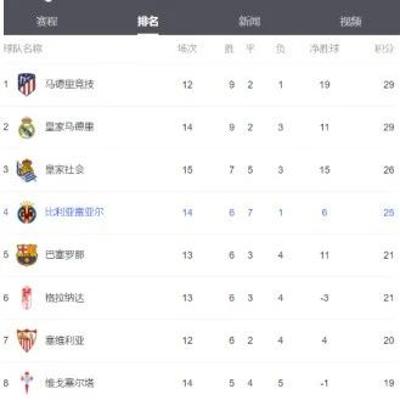 赛程 排名 新闻 视频
球队名称 场次 胜 平 负 净胜球 积分
1 马德里竞技 12 9 2 1 19 29
2 皇家马德里 14 9 2 3 11 29
3 皇家社会 15 7 5 3 15 26
4 比利亚雷亚尔 14 6 7 1 6 25
5 巴塞罗那 13 6 3 4 11 21
6 格拉纳达 13 6 3 4 -3 21
7 塞维利亚 12 6 2 4 4 20
8 维戈塞尔塔 14 5 4 5 -1 19